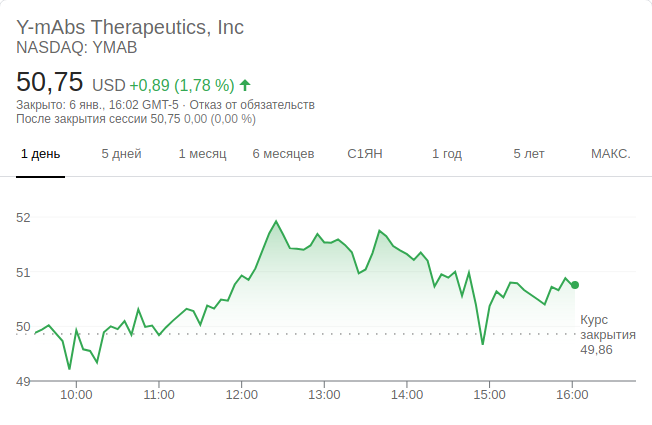 Y-mAbs Therapeutics, Inc
NASDAQ: YMAB
50,75 USD +0,89 (1,78 %)
Закрыто: 6 янв., 16:02 GMT-5 · Отказ от обязательств
После закрытия сессии 50,75 0,00 (0,00 %)
1 день 5 дней 1 месяц 6 месяцев С1ЯН 1 год 5 лет МАКС.
52
51
50
Курс
закрытия
49,86
49
10:00 11:00 12:00 13:00 14:00 15:00 16:00